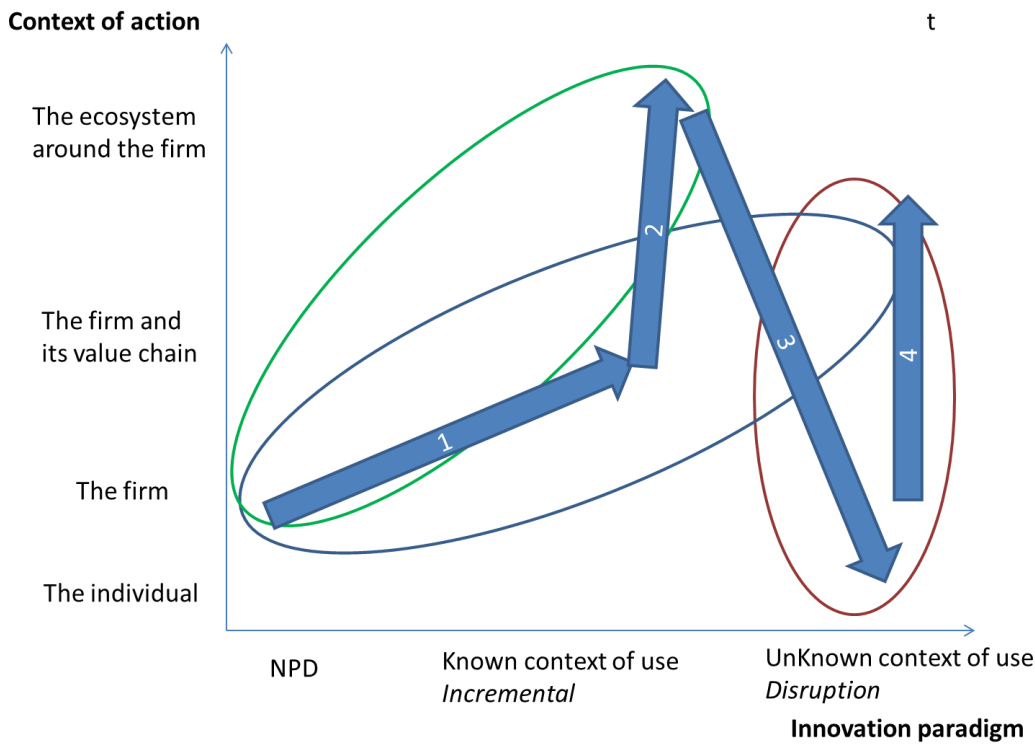 Context of action
t
The ecosystem
around the firm
2
The firm and
its value chain
3
4
1
The firm
The individual
NPD
Known context of use
Incremental
UnKnown context of use
Disruption
Innovation paradigm